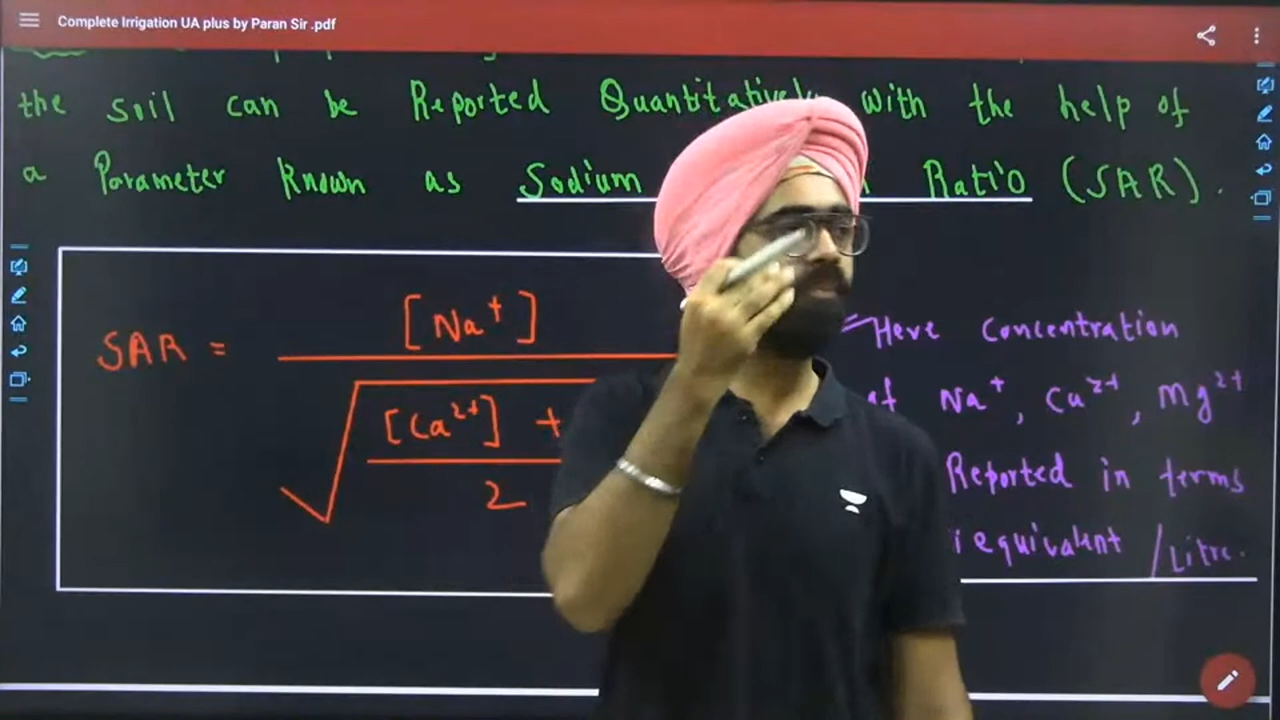 Complete Irrigation UA plus by Paran Sir .pdf
the soil can be Reported Quantitatively with the help of
a Parameter Known as Sodium Ratio (SAR).
SAR = [Na+]
[Ca2+] +
2
Here Concentration
of Na+, Ca2+, Mg2+
Reported in terms
equivalent /Litre.